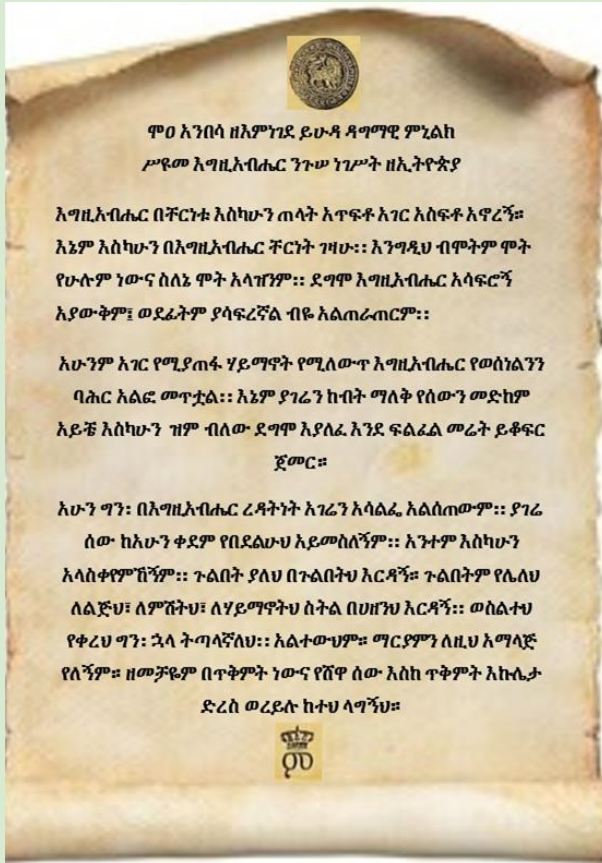 ሞዐ አንበሳ ዘእምነገደ ይሁዳ ዳግማዊ ምኒልክ
ሥዩመ እግዚአብሔር ንጉሠ ነገሥት ዘኢትዮጵያ
እግዚአብሔር በቸርነቱ እስካሁን ጠላት አጥፍቶ አገር አስፍቶ አኖረኝ።
እኔም እስካሁን በእግዚአብሔር ቸርነት ገዛሁ፡፡ እንግዲህ ብሞትም ሞት
የሁሉም ነውና ስለኔ ሞት አላዝንም፡፡ ደግሞ እግዚአብሔር አሳፍሮኝ
አያውቅም፤ ወደፊትም ያሳፍረኛል ብዬ አልጠራጠርም፡፡
አሁንም አገር የሚያጠፋ ሃይማኖት የሚለውጥ እግዚአብሔር የወሰነልንን
ባሕር አልፎ መጥቷል፡፡ እኔም ያገሬን ከብት ማለቅ የሰውን መድከም
አይቼ እስካሁን ዝም ብለው ደግሞ እያለፈ እንደ ፍልፈል መሬት ይቆፍር
ጀመር።
አሁን ግን፡ በእግዚአብሔር ረዳትነት አገሬን አሳልፌ አልሰጠውም፡፡ ያገሬ
ሰው ከአሁን ቀደም የበደልሁህ አይመስለኝም፡፡ አንተም እስካሁን
አላስቀየምኸኝም፡፡ ጉልበት ያለህ በጉልበትህ እርዳኝ። ጉልበትም የሌለህ
ለልጅህ፣ ለምሽትህ፣ ለሃይማኖትህ ስትል በሀዘንህ እርዳኝ፡፡ ወስልተህ
የቀረህ ግን፡ ኋላ ትጣላኛለህ፡፡ አልተውህም። ማርያምን ለዚህ አማላጅ
የለኝም። ዘመቻዬም በጥቅምት ነውና የሸዋ ሰው እስከ ጥቅምት እኩሌታ
ድረስ ወረይሉ ከተህ ላግኝህ።